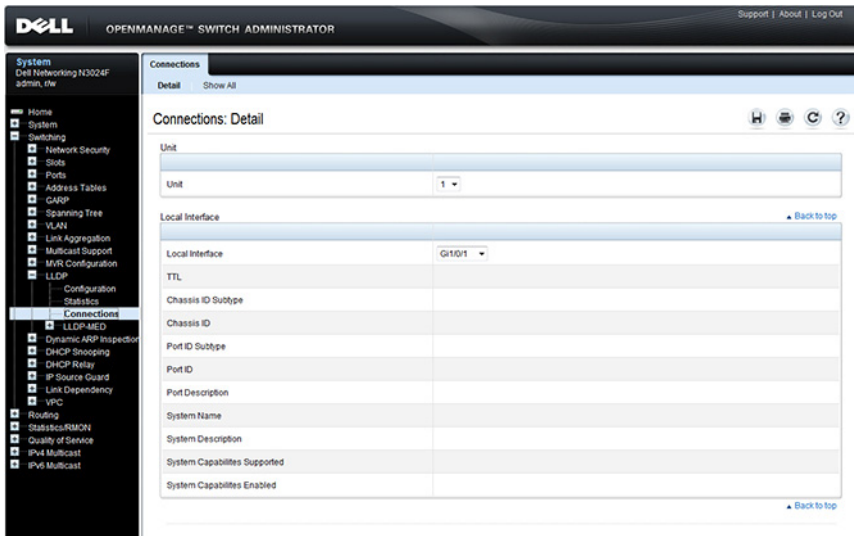 Support | About | Log Out
DELL OPENMANAGE™ SWITCH ADMINISTRATOR
System
Dell Networking N3024F
admin, r/w
Home
System
Switching
Network Security
Slots
Ports
Address Tables
GARP
Spanning Tree
VLAN
Link Aggregation
Multicast Support
MVR Configuration
LLDP
Configuration
Statistics
Connections
LLDP-MED
Dynamic ARP Inspection
DHCP Snooping
DHCP Relay
IP Source Guard
Link Dependency
VPC
Routing
Statistics/RMON
Quality of Service
IPv4 Multicast
IPv6 Multicast
Connections
Detail Show All
Connections: Detail
?
Unit
Unit 1
Local Interface ▲ Back to top
Local Interface Gi1/0/1
TTL
Chassis ID Subtype
Chassis ID
Port ID Subtype
Port ID
Port Description
System Name
System Description
System Capabilites Supported
System Capabilites Enabled
▲ Back to top